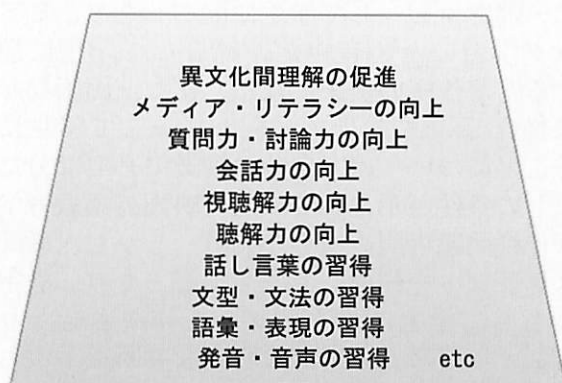 異文化間理解の促進
メディア・リテラシーの向上
質問力・討論力の向上
会話力の向上
視聴解力の向上
聴解力の向上
話し言葉の習得
文型・文法の習得
語彙・表現の習得
発音・音声の習得 etc